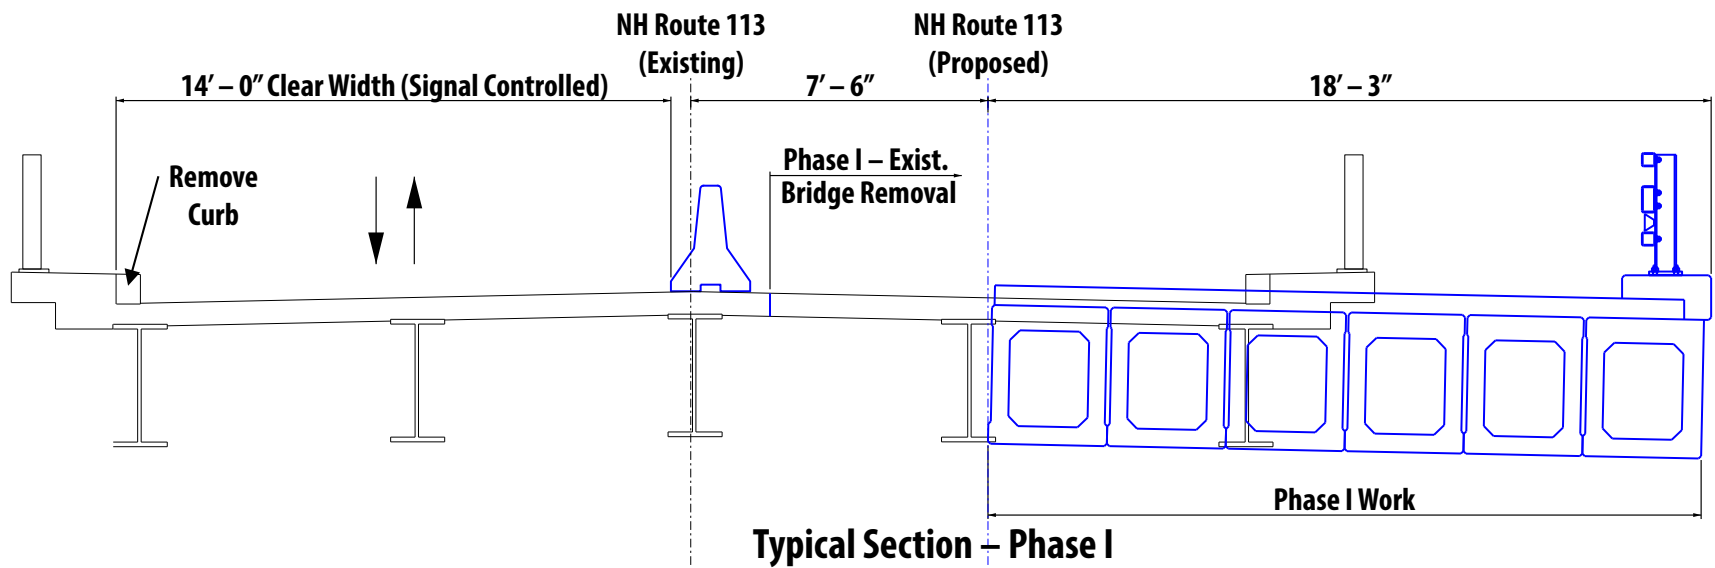 NH Route 113
(Existing)
NH Route 113
(Proposed)
14’ – 0” Clear Width (Signal Controlled)
7’ – 6”
18’ – 3”
Remove
Curb
Phase I – Exist.
Bridge Removal
Phase I Work
Typical Section – Phase I